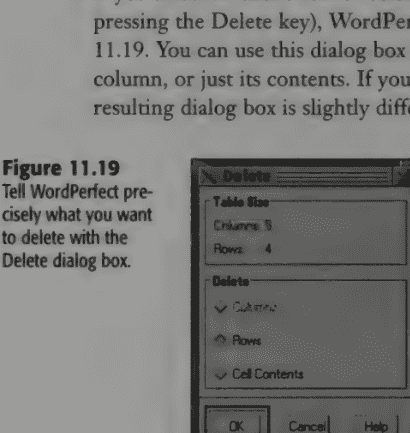 pressing the Delete key), WordPer
11.19. You can use this dialog box
column, or just its contents. If you
resulting dialog box is slightly diffe
Figure 11.19
Tell WordPerfect pre-
cisely what you want
to delete with the
Delete dialog box.
Delete
Table Size
Columns: 5
Rows: 4
Delete
Columns
Rows
Cell Contents
OK Cancel Help